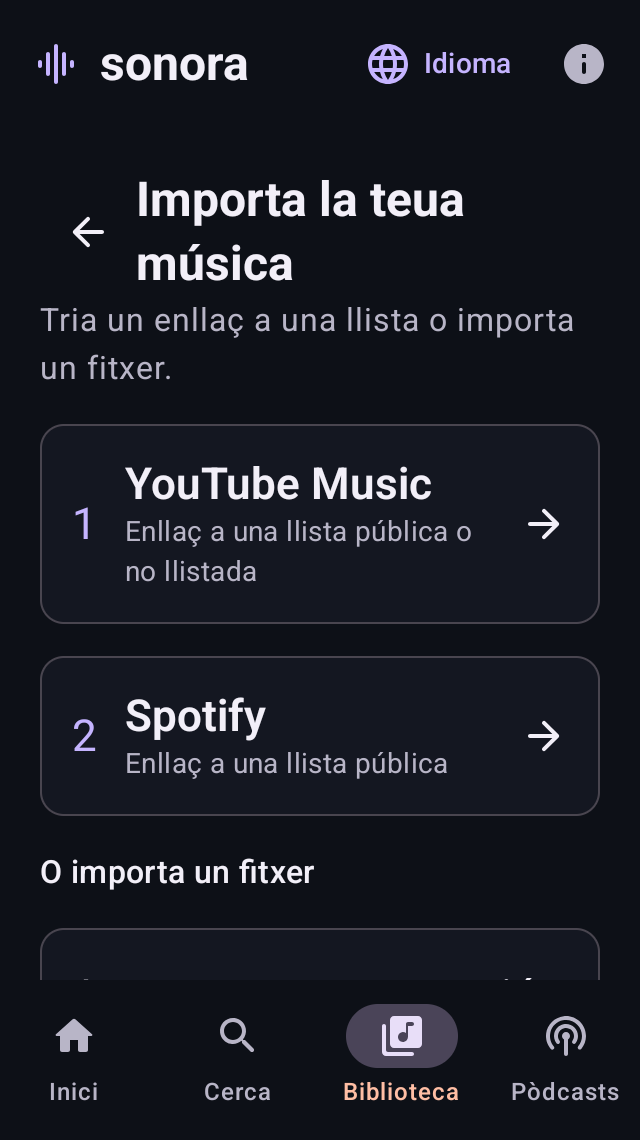 sonora
Idioma
Importa la teua
música
Tria un enllaç a una llista o importa
un fitxer.
1
YouTube Music
Enllaç a una llista pública o
no llistada
2
Spotify
Enllaç a una llista pública
O importa un fitxer
Inici
Cerca
Biblioteca
Pòdcasts